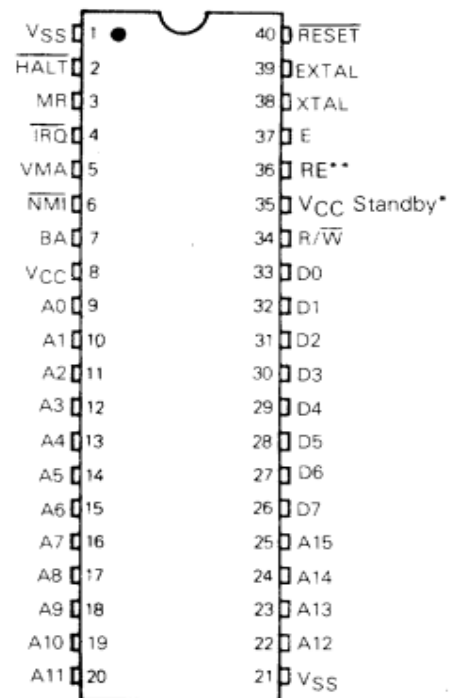 VSS 1 40 RESET
HALT 2 39 EXTAL
MR 3 38 XTAL
IRQ 4 37 E
VMA 5 36 RE**
NMI 6 35 VCC Standby*
BA 7 34 R/W
VCC 8 33 D0
A0 9 32 D1
A1 10 31 D2
A2 11 30 D3
A3 12 29 D4
A4 13 28 D5
A5 14 27 D6
A6 15 26 D7
A7 16 25 A15
A8 17 24 A14
A9 18 23 A13
A10 19 22 A12
A11 20 21 VSS